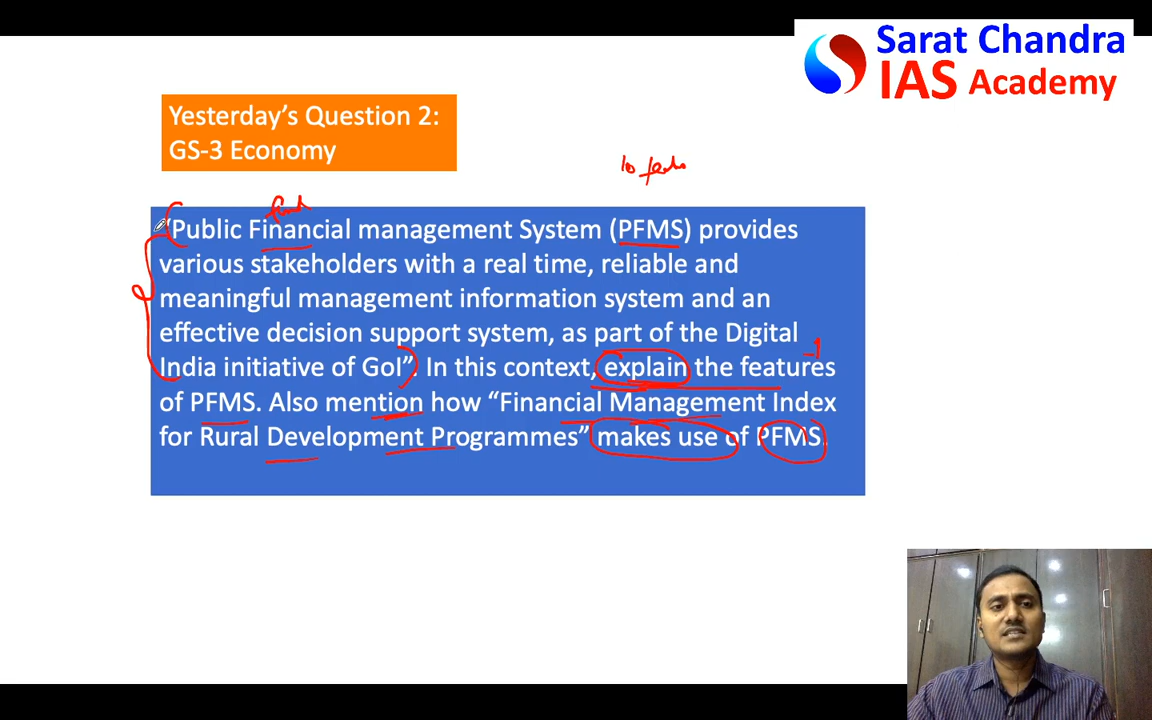 Sarat Chandra
IAS Academy
Yesterday's Question 2:
GS-3 Economy
"Public Financial management System (PFMS) provides
various stakeholders with a real time, reliable and
meaningful management information system and an
effective decision support system, as part of the Digital
India initiative of GoI". In this context, explain the features
of PFMS. Also mention how "Financial Management Index
for Rural Development Programmes" makes use of PFMS.